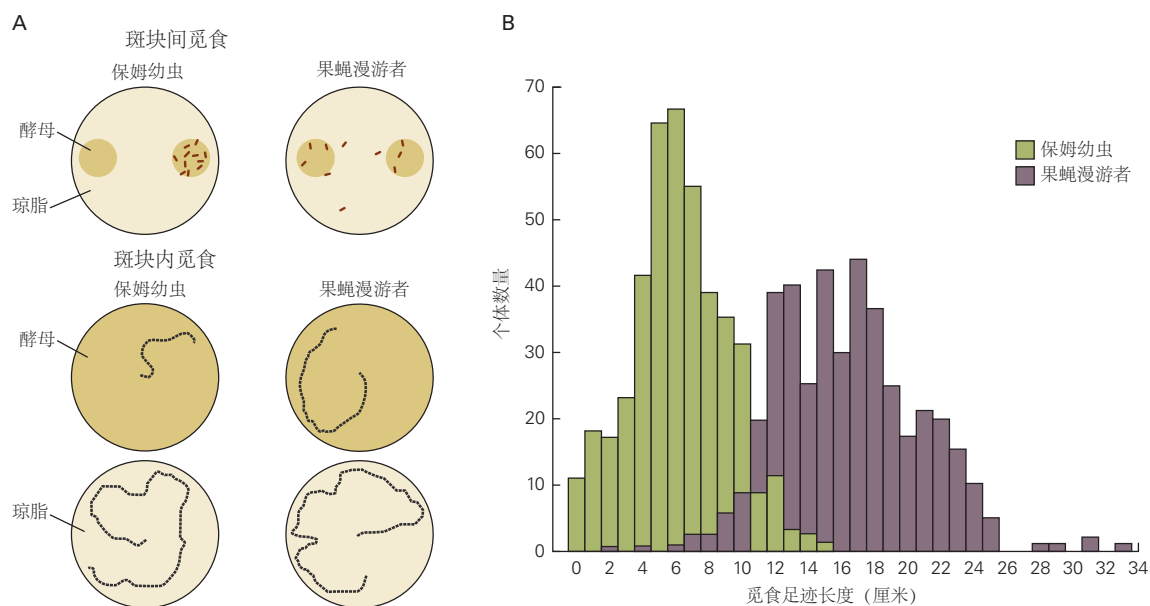 A
斑块间觅食
保姆幼虫
果蝇漫游者
酵母
琼脂
斑块内觅食
保姆幼虫
果蝇漫游者
酵母
琼脂
B
70
60
50
40
30
20
10
0
个体数量
保姆幼虫
果蝇漫游者
0 2 4 6 8 10 12 14 16 18 20 22 24 26 28 30 32 34
觅食足迹长度（厘米）